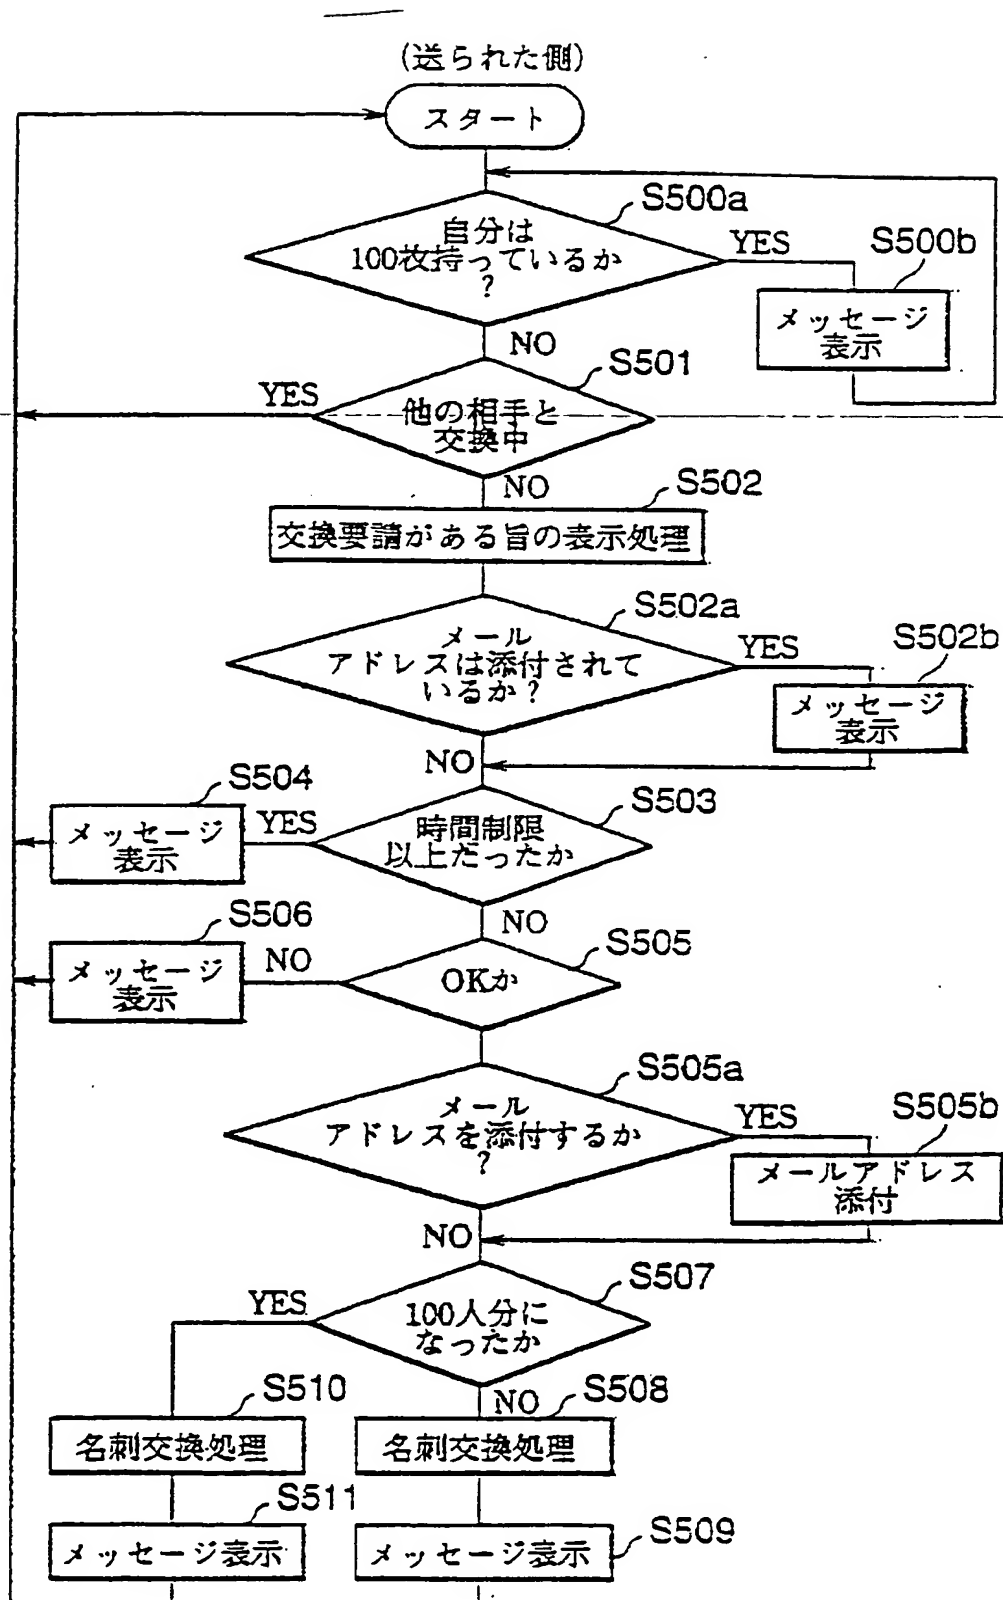 (送られた側)
スタート
S500a
自分は
100枚持っているか
?
YES
S500b
メッセージ
表示
NO
S501
YES
他の相手と
交換中
NO
S502
交換要請がある旨の表示処理
S502a
メール
アドレスは添付されて
いるか?
YES
S502b
メッセージ
表示
NO
S504
メッセージ
表示
YES
S503
時間制限
以上だったか
NO
S506
メッセージ
表示
NO
S505
OKか
S505a
メール
アドレスを添付するか
?
YES
S505b
メールアドレス
添付
NO
S507
YES
100人分に
なったか
S510
NO
S508
名刺交換処理
名刺交換処理
S511
メッセージ表示
メッセージ表示
S509